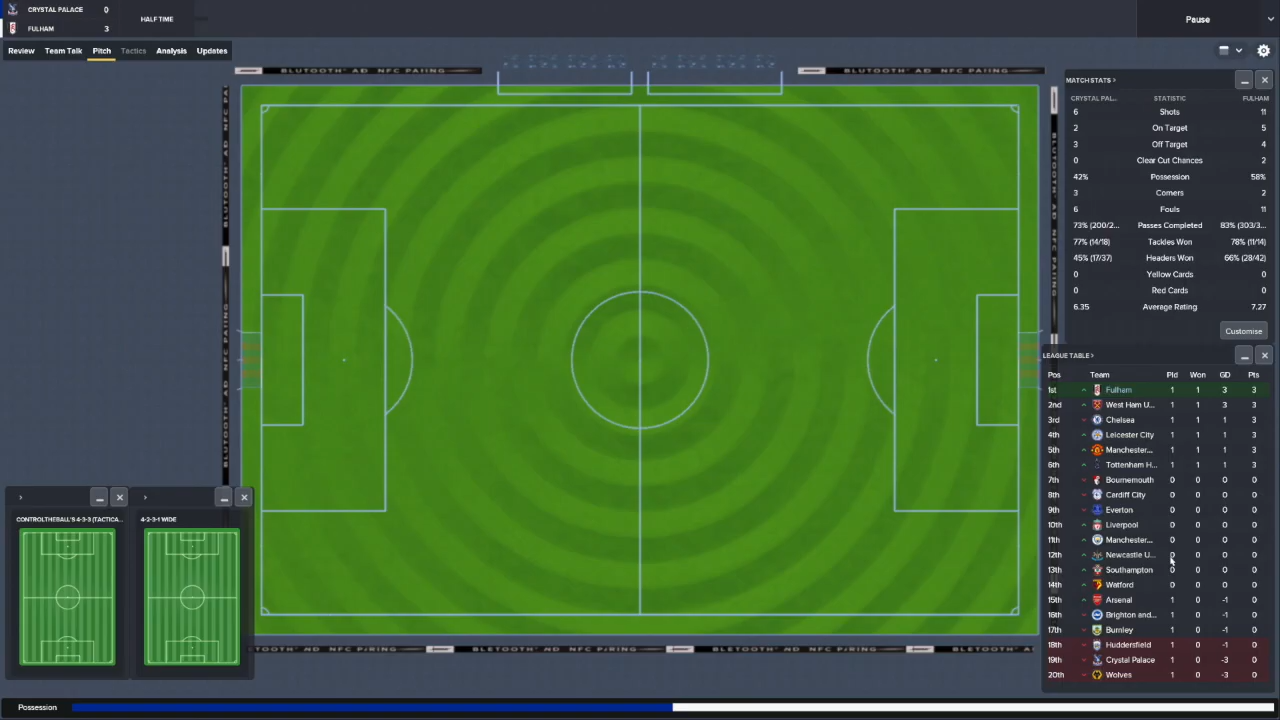 CRYSTAL PALACE 0
FULHAM 3
HALF TIME
Pause
Review Team Talk Pitch Tactics Analysis Updates
BLUTOOTH' AD NFC PAIING
BLUTOOTH' AD NFC PAIING
MATCH STATS >
CRYSTAL PAL... STATISTIC FULHAM
6 Shots 11
2 On Target 5
3 Off Target 4
0 Clear Cut Chances 2
42% Possession 58%
3 Corners 2
6 Fouls 11
73% (200/2... Passes Completed 83% (303/3...
77% (14/18) Tackles Won 78% (11/14)
45% (17/37) Headers Won 66% (28/42)
0 Yellow Cards 0
0 Red Cards 0
6.35 Average Rating 7.27
Customise
LEAGUE TABLE >
Pos Team Pld Won GD Pts
1st Fulham 1 1 3 3
2nd West Ham U... 1 1 3 3
3rd Chelsea 1 1 1 3
4th Leicester City 1 1 1 3
5th Manchester... 1 1 1 3
6th Tottenham H... 1 1 1 3
7th Bournemouth 0 0 0 0
8th Cardiff City 0 0 0 0
9th Everton 0 0 0 0
10th Liverpool 0 0 0 0
11th Manchester... 0 0 0 0
12th Newcastle U... 0 0 0 0
13th Southampton 0 0 0 0
14th Watford 0 0 0 0
15th Arsenal 1 0 -1 0
16th Brighton and... 1 0 -1 0
17th Burnley 1 0 -1 0
18th Huddersfield 1 0 -1 0
19th Crystal Palace 1 0 -3 0
20th Wolves 1 0 -3 0
CONTROLTHEBALL'S 4-3-3 (TACTICA...
4-2-3-1 WIDE
Possession